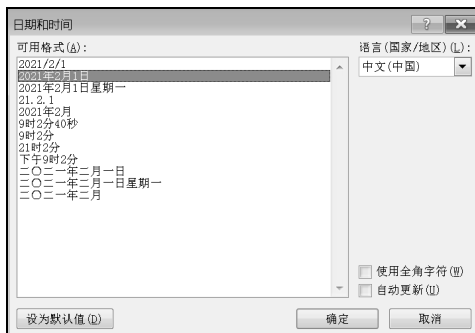 日期和时间
可用格式(A):
2021/2/1
2021年2月1日
2021年2月1日星期一
21.2.1
2021年2月
9时2分40秒
9时2分
21时2分
下午9时2分
二〇二一年二月一日
二〇二一年二月一日星期一
二〇二一年二月
语言(国家/地区)(L):
中文(中国)
使用全角字符(W)
自动更新(U)
设为默认值(D)
确定
取消